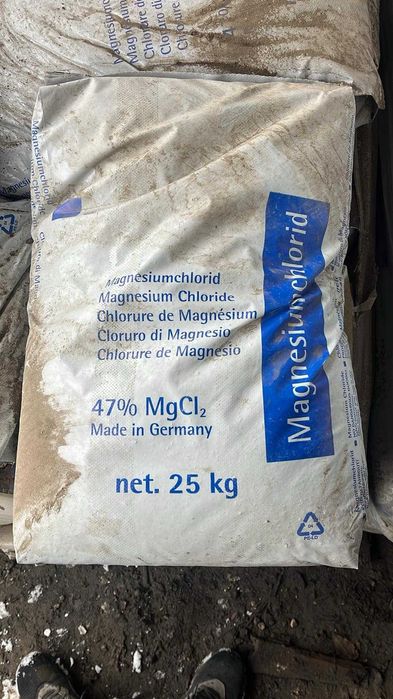 Magnesiumchlorid
Magnesium Chloride
Chlorure de Magnésium
Cloruro di Magnesio
Chlorure de Magnesio
47% MgCl₂
Made in Germany
net. 25 kg
Magnesiumchlorid
04
PE-LD